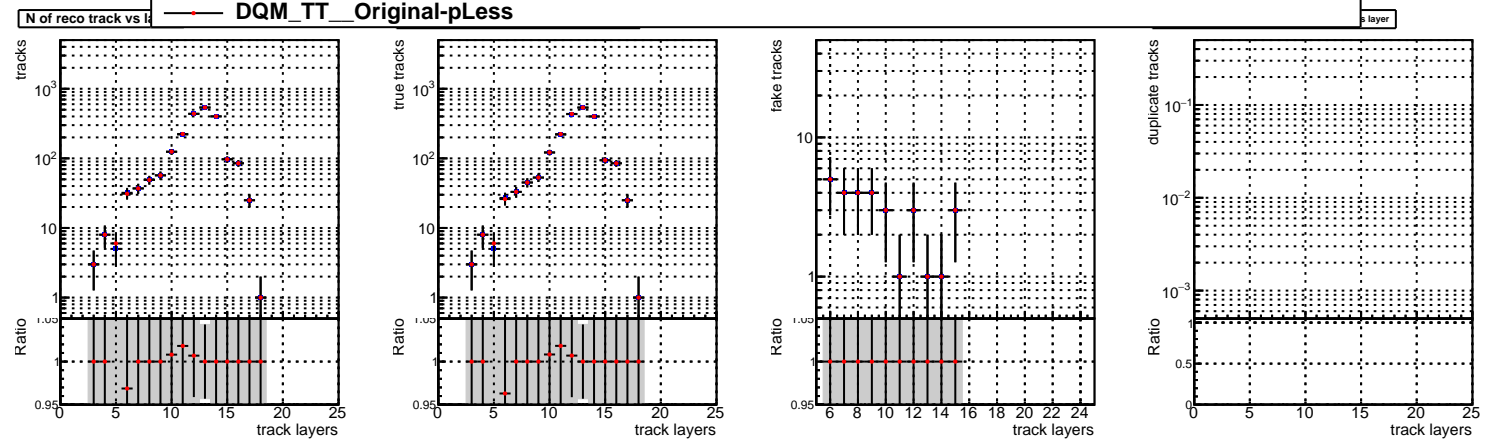 DQM_TT__Original-pLess
N of reco track vs la
s layer
tracks
10³
10²
10
1
Ratio
1.05
1
0.95
0 5 10 15 20 25
track layers
true tracks
10³
10²
10
1
Ratio
1.05
1
0.95
0 5 10 15 20 25
track layers
fake tracks
10
1
Ratio
1.05
1
0.95
6 8 10 12 14 16 18 20 22 24
track layers
duplicate tracks
10⁻¹
10⁻²
10⁻³
Ratio
1
0.5
0
0 5 10 15 20 25
track layers